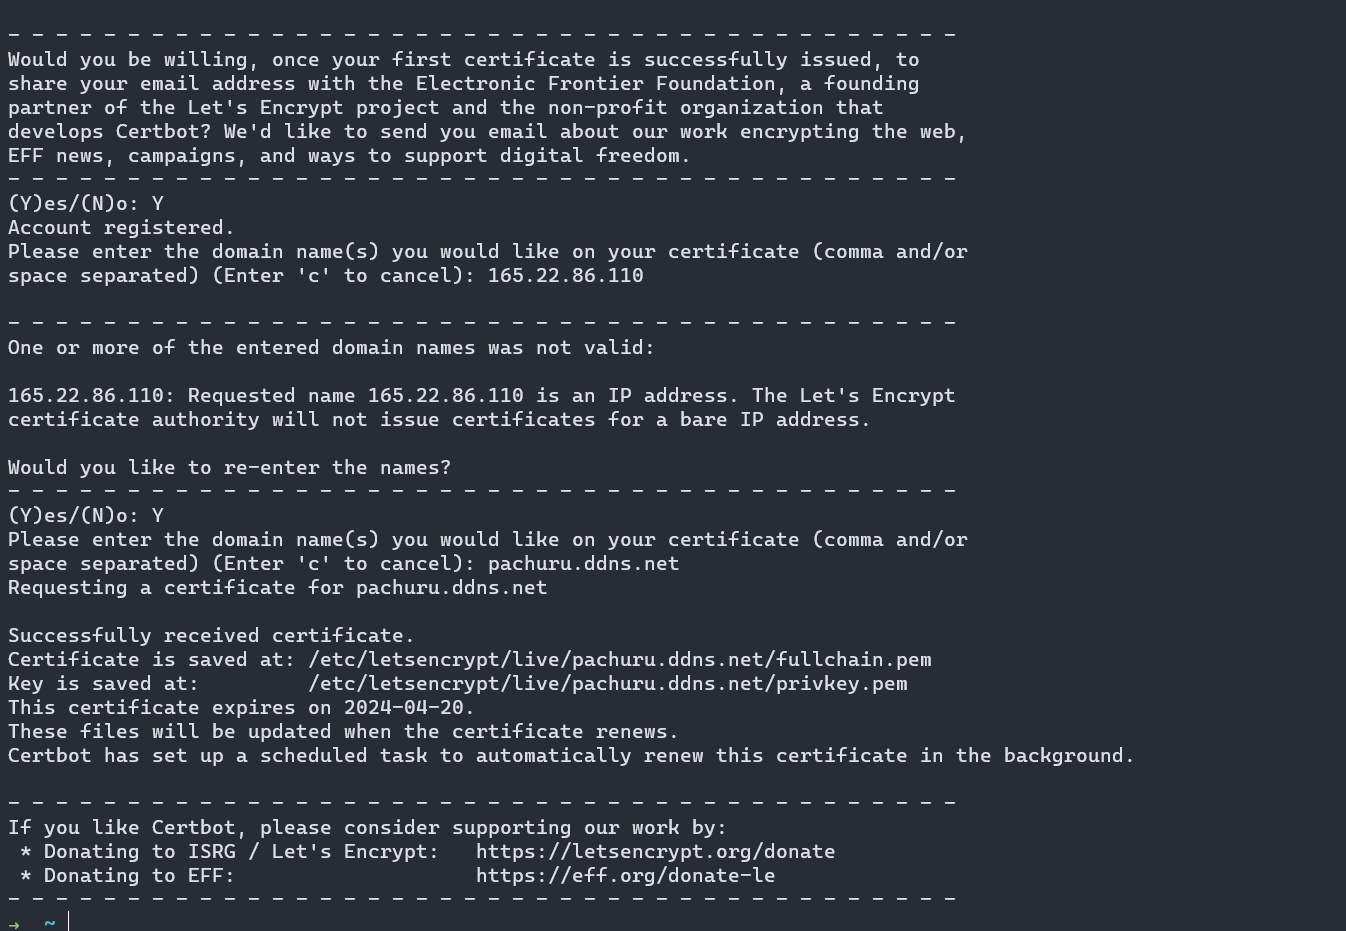 - - - - - - - - - - - - - - - - - - - - - - - - - - - - - - - - - - - - - - - -
Would you be willing, once your first certificate is successfully issued, to
share your email address with the Electronic Frontier Foundation, a founding
partner of the Let's Encrypt project and the non-profit organization that
develops Certbot? We'd like to send you email about our work encrypting the web,
EFF news, campaigns, and ways to support digital freedom.
- - - - - - - - - - - - - - - - - - - - - - - - - - - - - - - - - - - - - - - -
(Y)es/(N)o: Y
Account registered.
Please enter the domain name(s) you would like on your certificate (comma and/or
space separated) (Enter 'c' to cancel): 165.22.86.110
- - - - - - - - - - - - - - - - - - - - - - - - - - - - - - - - - - - - - - - -
One or more of the entered domain names was not valid:
165.22.86.110: Requested name 165.22.86.110 is an IP address. The Let's Encrypt
certificate authority will not issue certificates for a bare IP address.
Would you like to re-enter the names?
- - - - - - - - - - - - - - - - - - - - - - - - - - - - - - - - - - - - - - - -
(Y)es/(N)o: Y
Please enter the domain name(s) you would like on your certificate (comma and/or
space separated) (Enter 'c' to cancel): pachuru.ddns.net
Requesting a certificate for pachuru.ddns.net
Successfully received certificate.
Certificate is saved at: /etc/letsencrypt/live/pachuru.ddns.net/fullchain.pem
Key is saved at:         /etc/letsencrypt/live/pachuru.ddns.net/privkey.pem
This certificate expires on 2024-04-20.
These files will be updated when the certificate renews.
Certbot has set up a scheduled task to automatically renew this certificate in the background.
- - - - - - - - - - - - - - - - - - - - - - - - - - - - - - - - - - - - - - - -
If you like Certbot, please consider supporting our work by:
 * Donating to ISRG / Let's Encrypt:   https://letsencrypt.org/donate
 * Donating to EFF:                    https://eff.org/donate-le
- - - - - - - - - - - - - - - - - - - - - - - - - - - - - - - - - - - - - - - -
→  ~